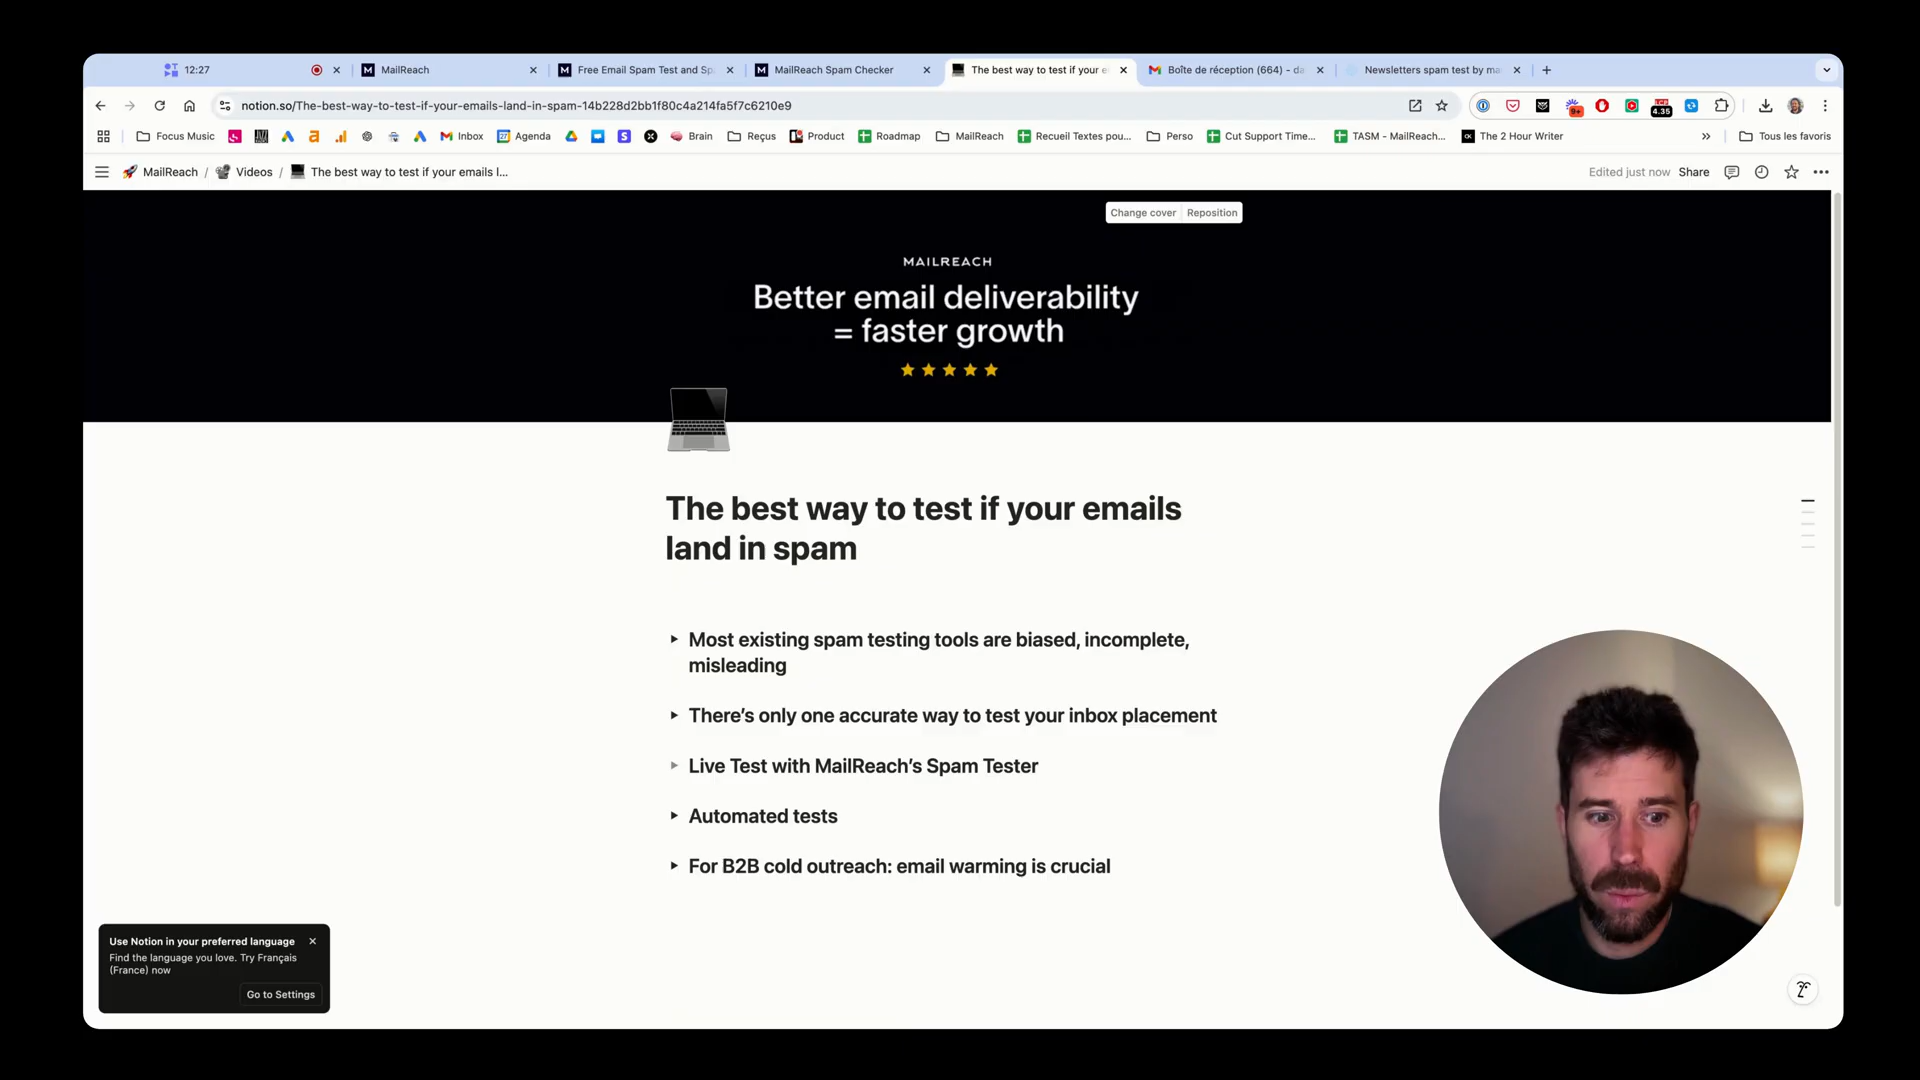 12:27
MailReach
Free Email Spam Test and Sp
MailReach Spam Checker
The best way to test if your e
Boîte de réception (664) - da
Newsletters spam test by ma
notion.so/The-best-way-to-test-if-your-emails-land-in-spam-14b228d2bb1f80c4a214fa5f7c6210e9
9+
4.35
Focus Music
Inbox
Agenda
Brain
Reçus
Product
Roadmap
MailReach
Recueil Textes pou...
Perso
Cut Support Time...
TASM - MailReach...
The 2 Hour Writer
Tous les favoris
MailReach / Videos / The best way to test if your emails l...
Edited just now
Share
Change cover
Reposition
MAILREACH
Better email deliverability
= faster growth
The best way to test if your emails
land in spam
Most existing spam testing tools are biased, incomplete,
misleading
There's only one accurate way to test your inbox placement
Live Test with MailReach's Spam Tester
Automated tests
For B2B cold outreach: email warming is crucial
Use Notion in your preferred language
Find the language you love. Try Français
(France) now
Go to Settings